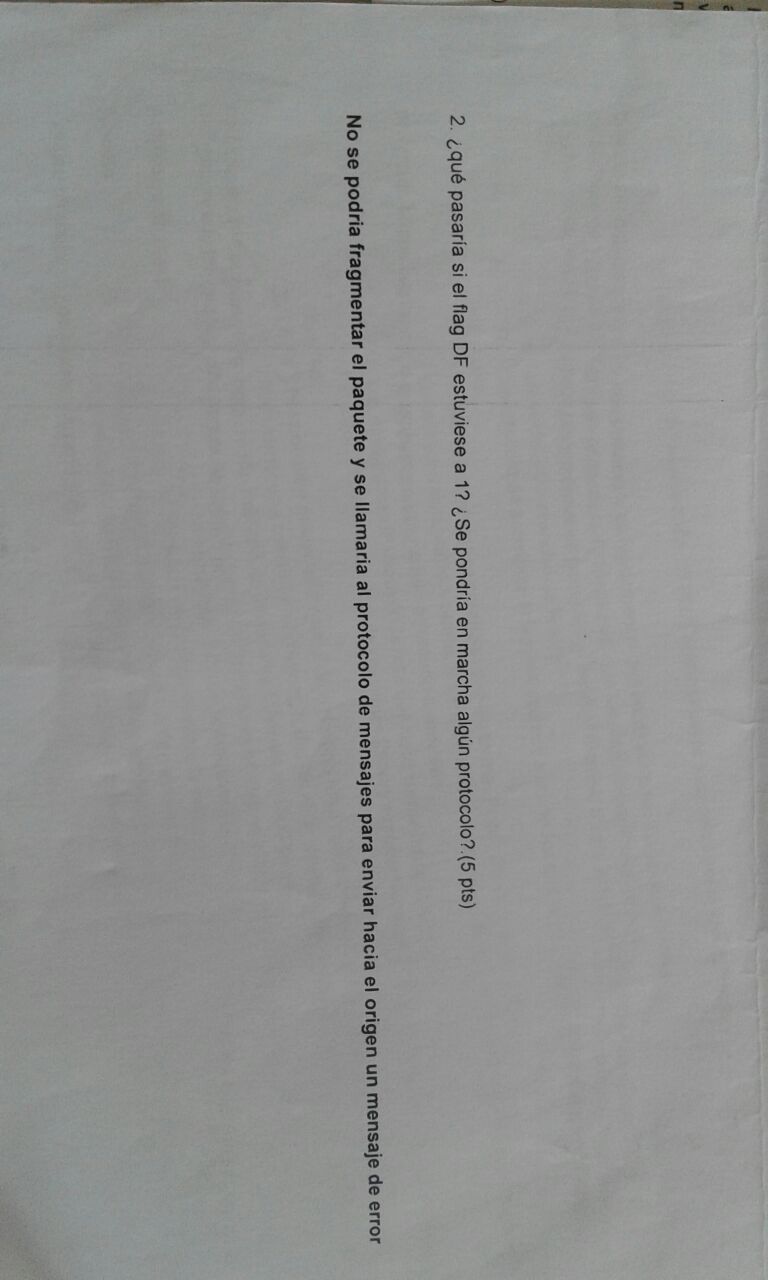 2. ¿qué pasaría si el flag DF estuviese a 1? ¿Se pondría en marcha algún protocolo?.(5 pts)
No se podria fragmentar el paquete y se llamaria al protocolo de mensajes para enviar hacia el origen un mensaje de error